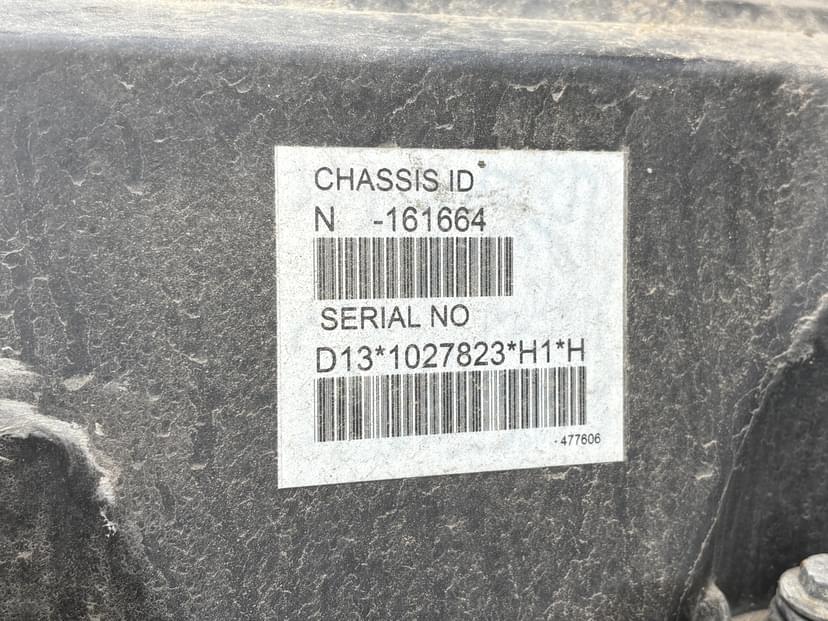 CHASSIS ID
N -161664
SERIAL NO
D13*1027823*H1*H
477606